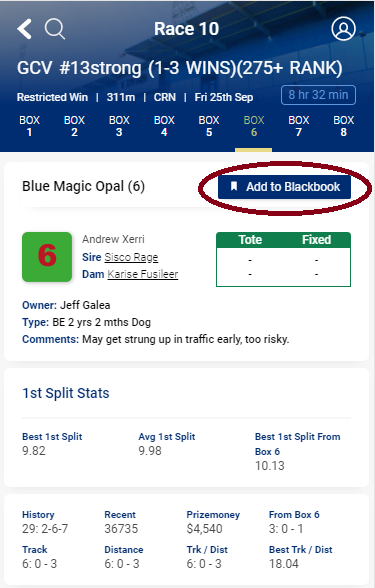 Race 10
GCV #13strong (1-3 WINS)(275+ RANK)
Restricted Win | 311m | CRN | Fri 25th Sep
8 hr 32 min
BOX 1 BOX 2 BOX 3 BOX 4 BOX 5 BOX 6 BOX 7 BOX 8
Blue Magic Opal (6)
Add to Blackbook
6
Andrew Xerri
Sire Sisco Rage
Dam Karise Fusileer
Tote Fixed
- -
- -
Owner: Jeff Galea
Type: BE 2 yrs 2 mths Dog
Comments: May get strung up in traffic early, too risky.
1st Split Stats
Best 1st Split Avg 1st Split Best 1st Split From Box 6
9.82 9.98 10.13
History Recent Prizemoney From Box 6
29: 2-6-7 36735 $4,540 3: 0 - 1
Track Distance Trk / Dist Best Trk / Dist
6: 0 - 3 6: 0 - 3 6: 0 - 3 18.04